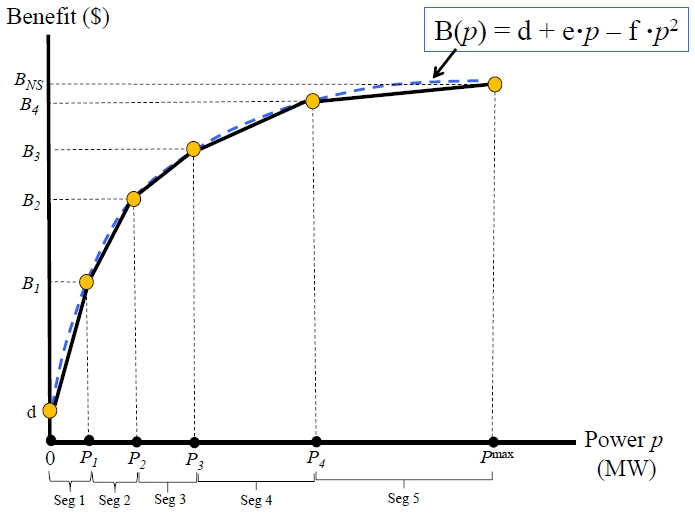 Benefit ($)
B(p) = d + e·p – f ·p²
B_NS
B_4
B_3
B_2
B_1
d
0 P_1 P_2 P_3 P_4 P^max
Power p
(MW)
Seg 1 Seg 2 Seg 3 Seg 4 Seg 5